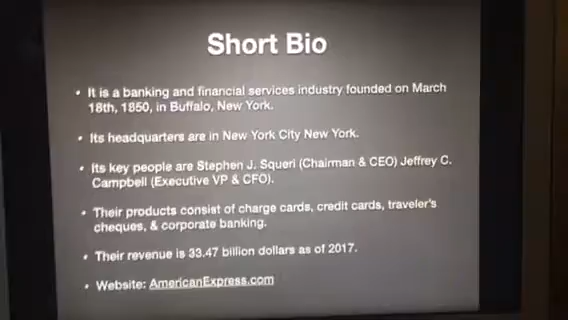 Short Bio
• It is a banking and financial services industry founded on March
18th, 1850, in Buffalo, New York.
• Its headquarters are in New York City New York.
• Its key people are Stephen J. Squeri (Chairman & CEO) Jeffrey C.
Campbell (Executive VP & CFO).
• Their products consist of charge cards, credit cards, traveler's
cheques, & corporate banking.
• Their revenue is 33.47 billion dollars as of 2017.
• Website: AmericanExpress.com